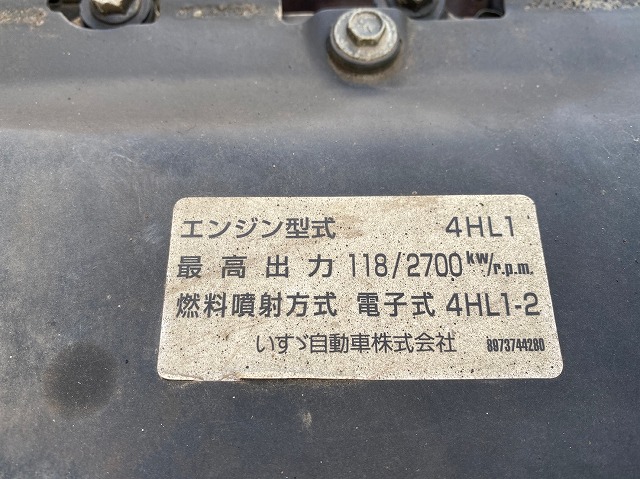 エンジン型式 4HL1
最高出力 118/2700 kw/r.p.m.
燃料噴射方式 電子式 4HL1-2
いすゞ自動車株式会社 8973744280